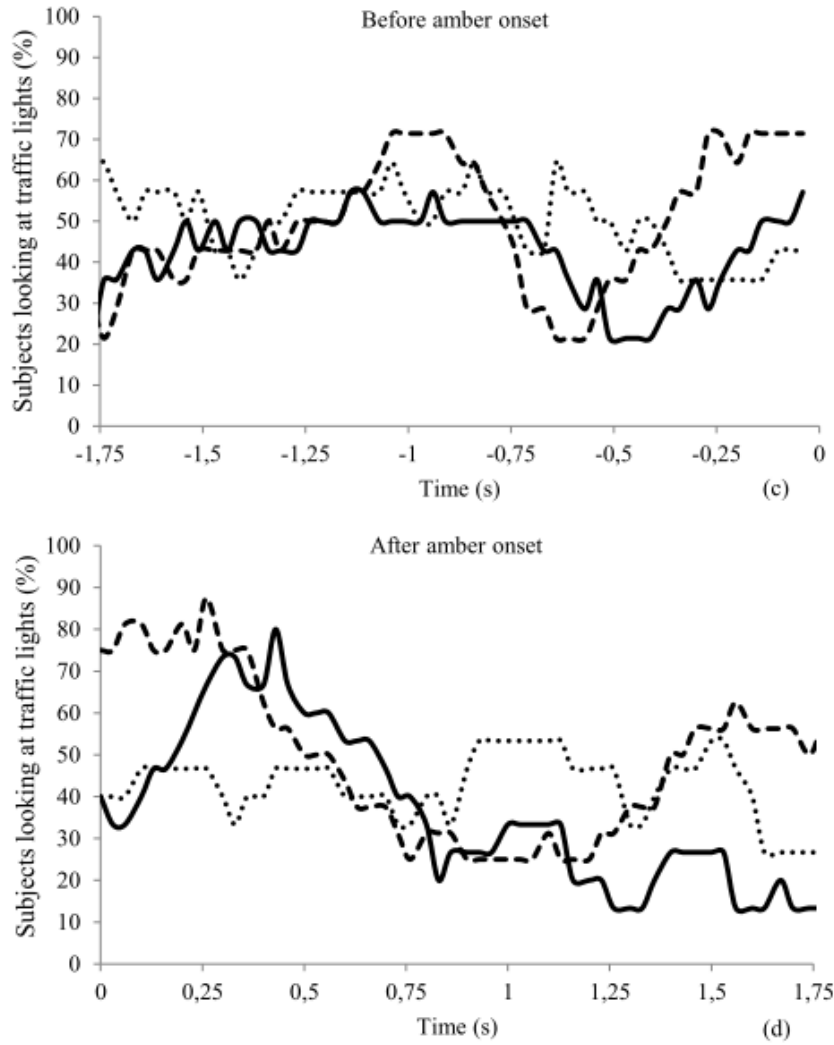 Before amber onset
Subjects looking at traffic lights (%)
100
90
80
70
60
50
40
30
20
10
0
-1,75 -1,5 -1,25 -1 -0,75 -0,5 -0,25 0
Time (s)
(c)
After amber onset
Subjects looking at traffic lights (%)
100
90
80
70
60
50
40
30
20
10
0
0 0,25 0,5 0,75 1 1,25 1,5 1,75
Time (s)
(d)